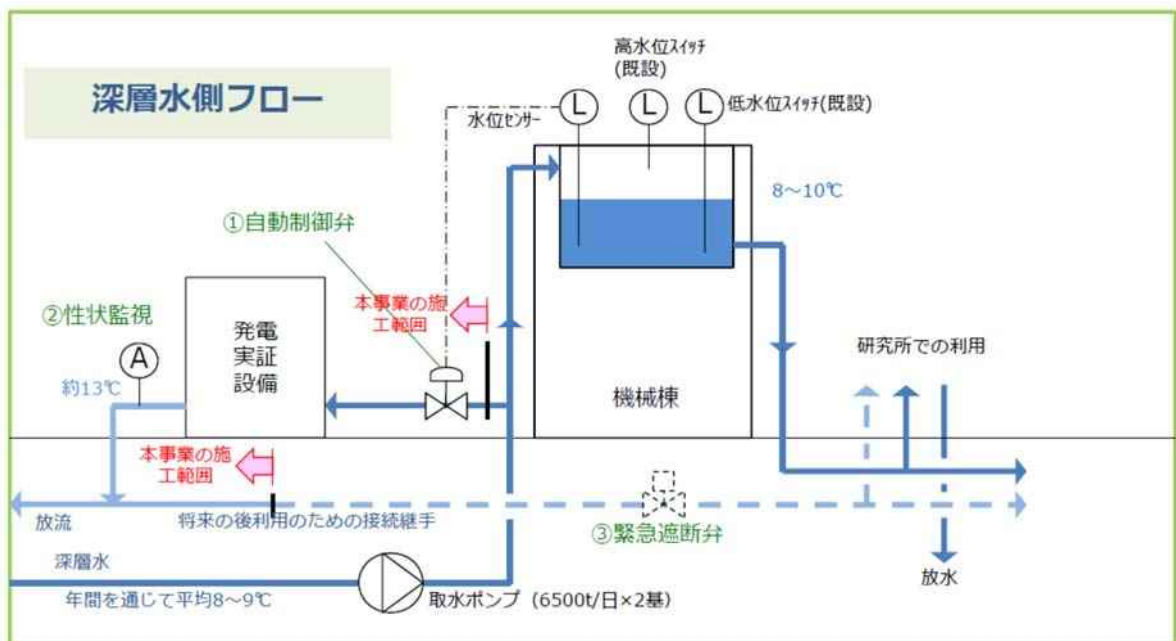 深層水側フロー
高水位ｽｲｯﾁ
(既設)
L
L
L
低水位ｽｲｯﾁ(既設)
水位ｾﾝｻｰ
8～10℃
①自動制御弁
本事業の施
工範囲
②性状監視
A
約13℃
発電
実証
設備
機械棟
研究所での利用
本事業の施
工範囲
放流
将来の後利用のための接続継手
③緊急遮断弁
深層水
年間を通じて平均8～9℃
取水ポンプ（6500t/日×2基）
放水